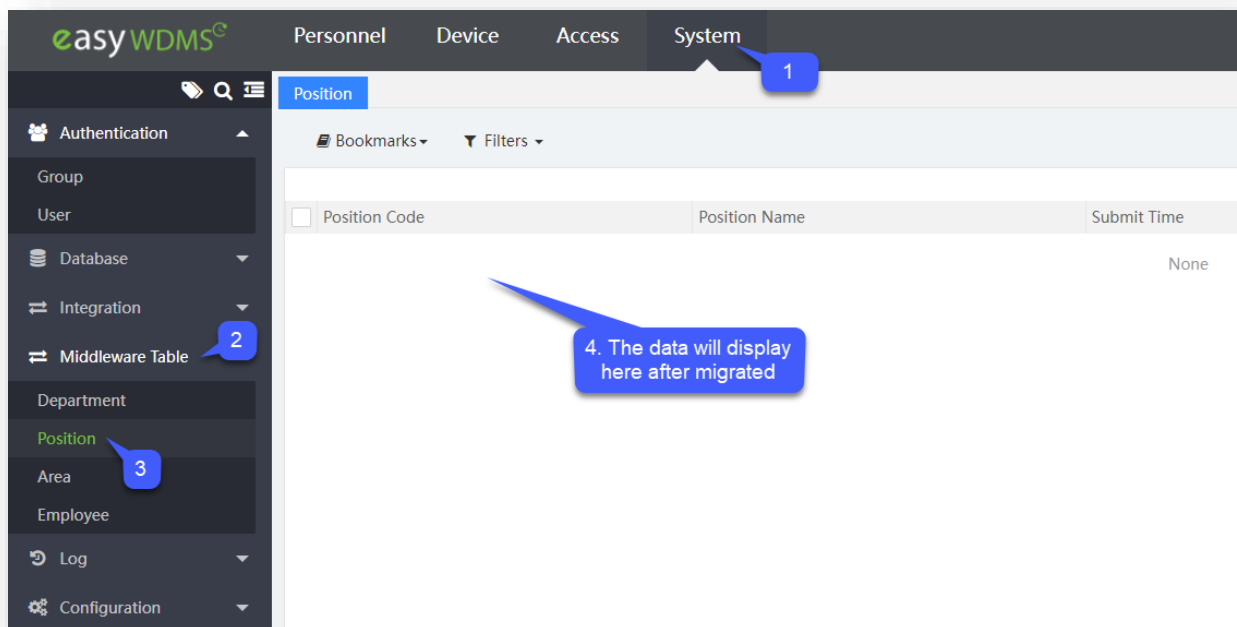 easy WDMS
Personnel Device Access System
1
Position
Authentication
Bookmarks Filters
Group
User
Position Code Position Name Submit Time
Database
None
Integration
2
Middleware Table
4. The data will display
here after migrated
Department
Position
3
Area
Employee
Log
Configuration